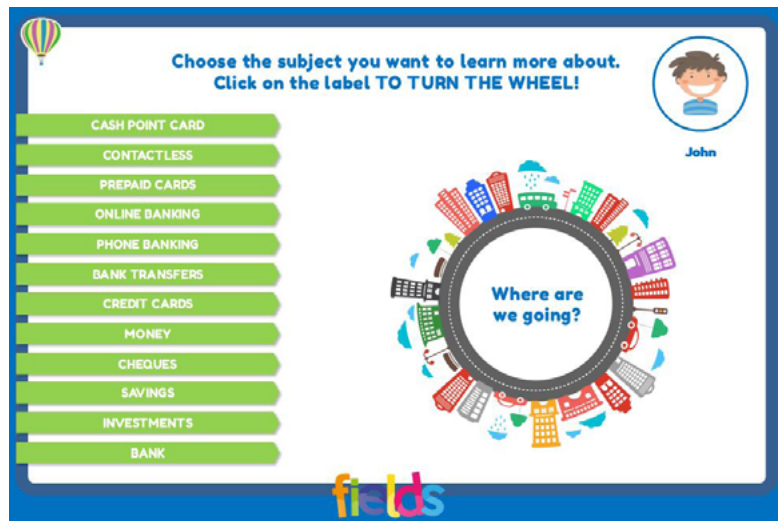 Choose the subject you want to learn more about.
Click on the label TO TURN THE WHEEL!
John
CASH POINT CARD
CONTACTLESS
PREPAID CARDS
ONLINE BANKING
PHONE BANKING
BANK TRANSFERS
CREDIT CARDS
MONEY
CHEQUES
SAVINGS
INVESTMENTS
BANK
Where are
we going?
fields